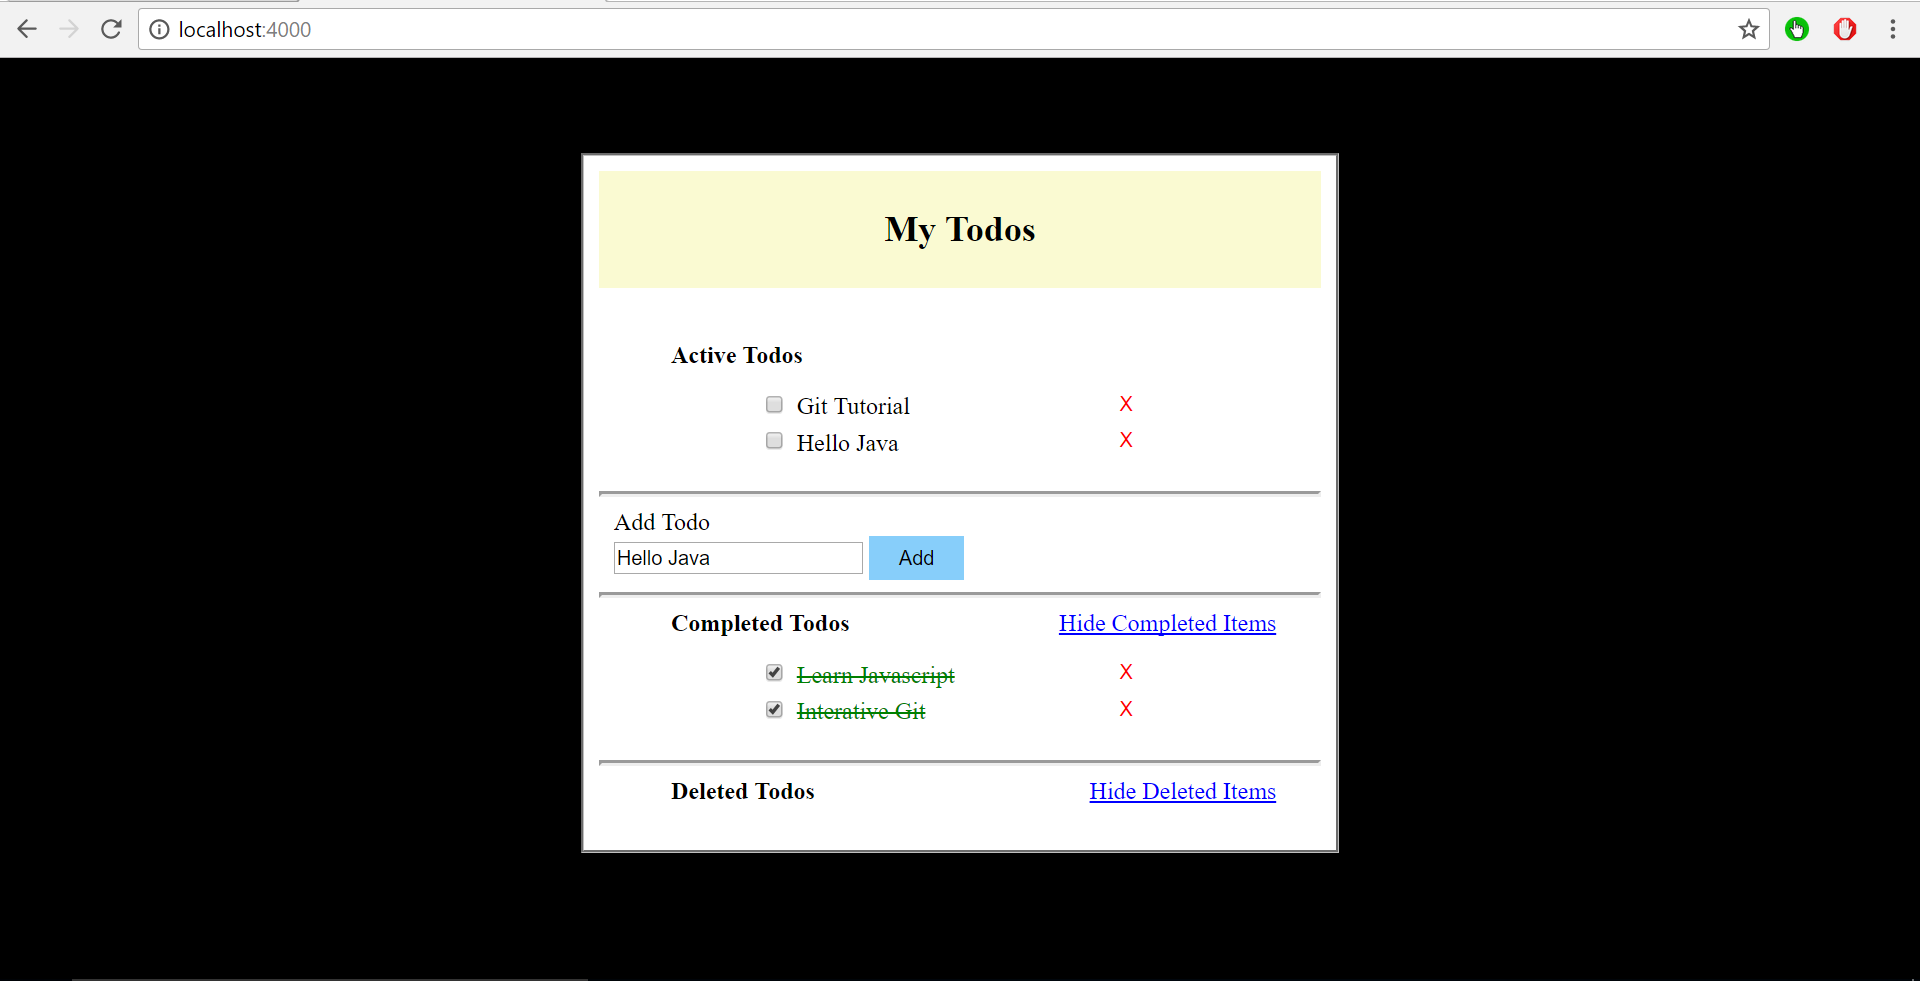 localhost:4000
My Todos
Active Todos
Git Tutorial X
Hello Java X
Add Todo
Hello Java Add
Completed Todos Hide Completed Items
Learn Javascript X
Interative Git X
Deleted Todos Hide Deleted Items